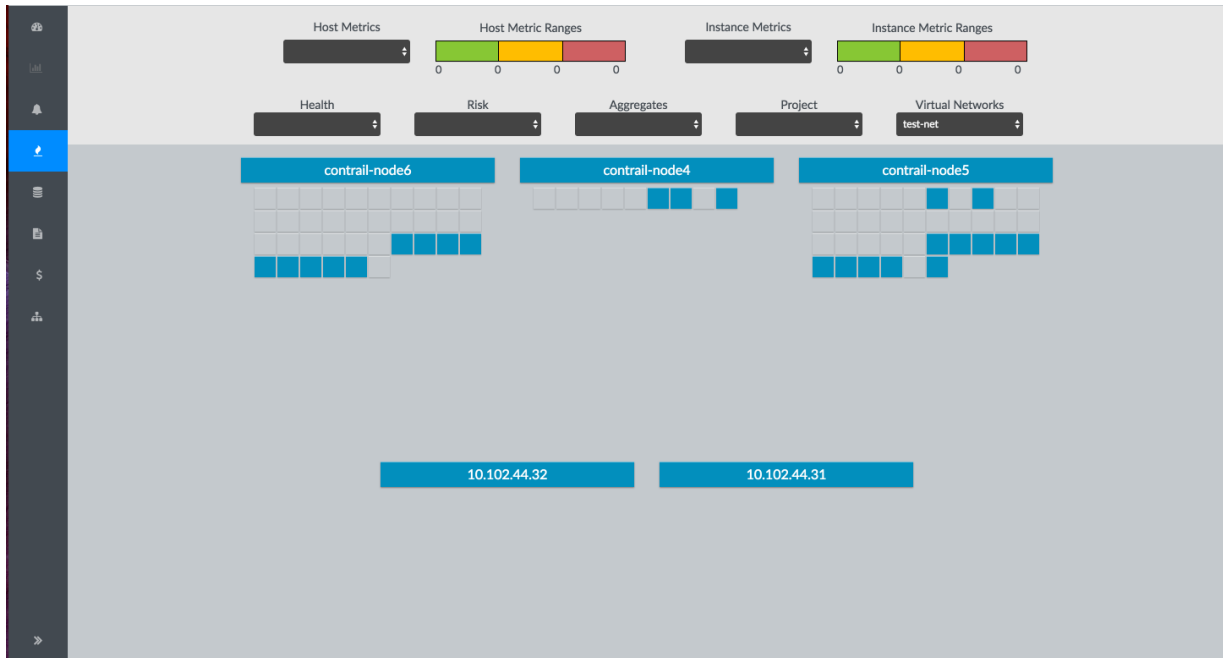 Host Metrics
Host Metric Ranges
Instance Metrics
Instance Metric Ranges
0 0 0 0
0 0 0 0
Health
Risk
Aggregates
Project
Virtual Networks
test-net
contrail-node6
contrail-node4
contrail-node5
10.102.44.32
10.102.44.31